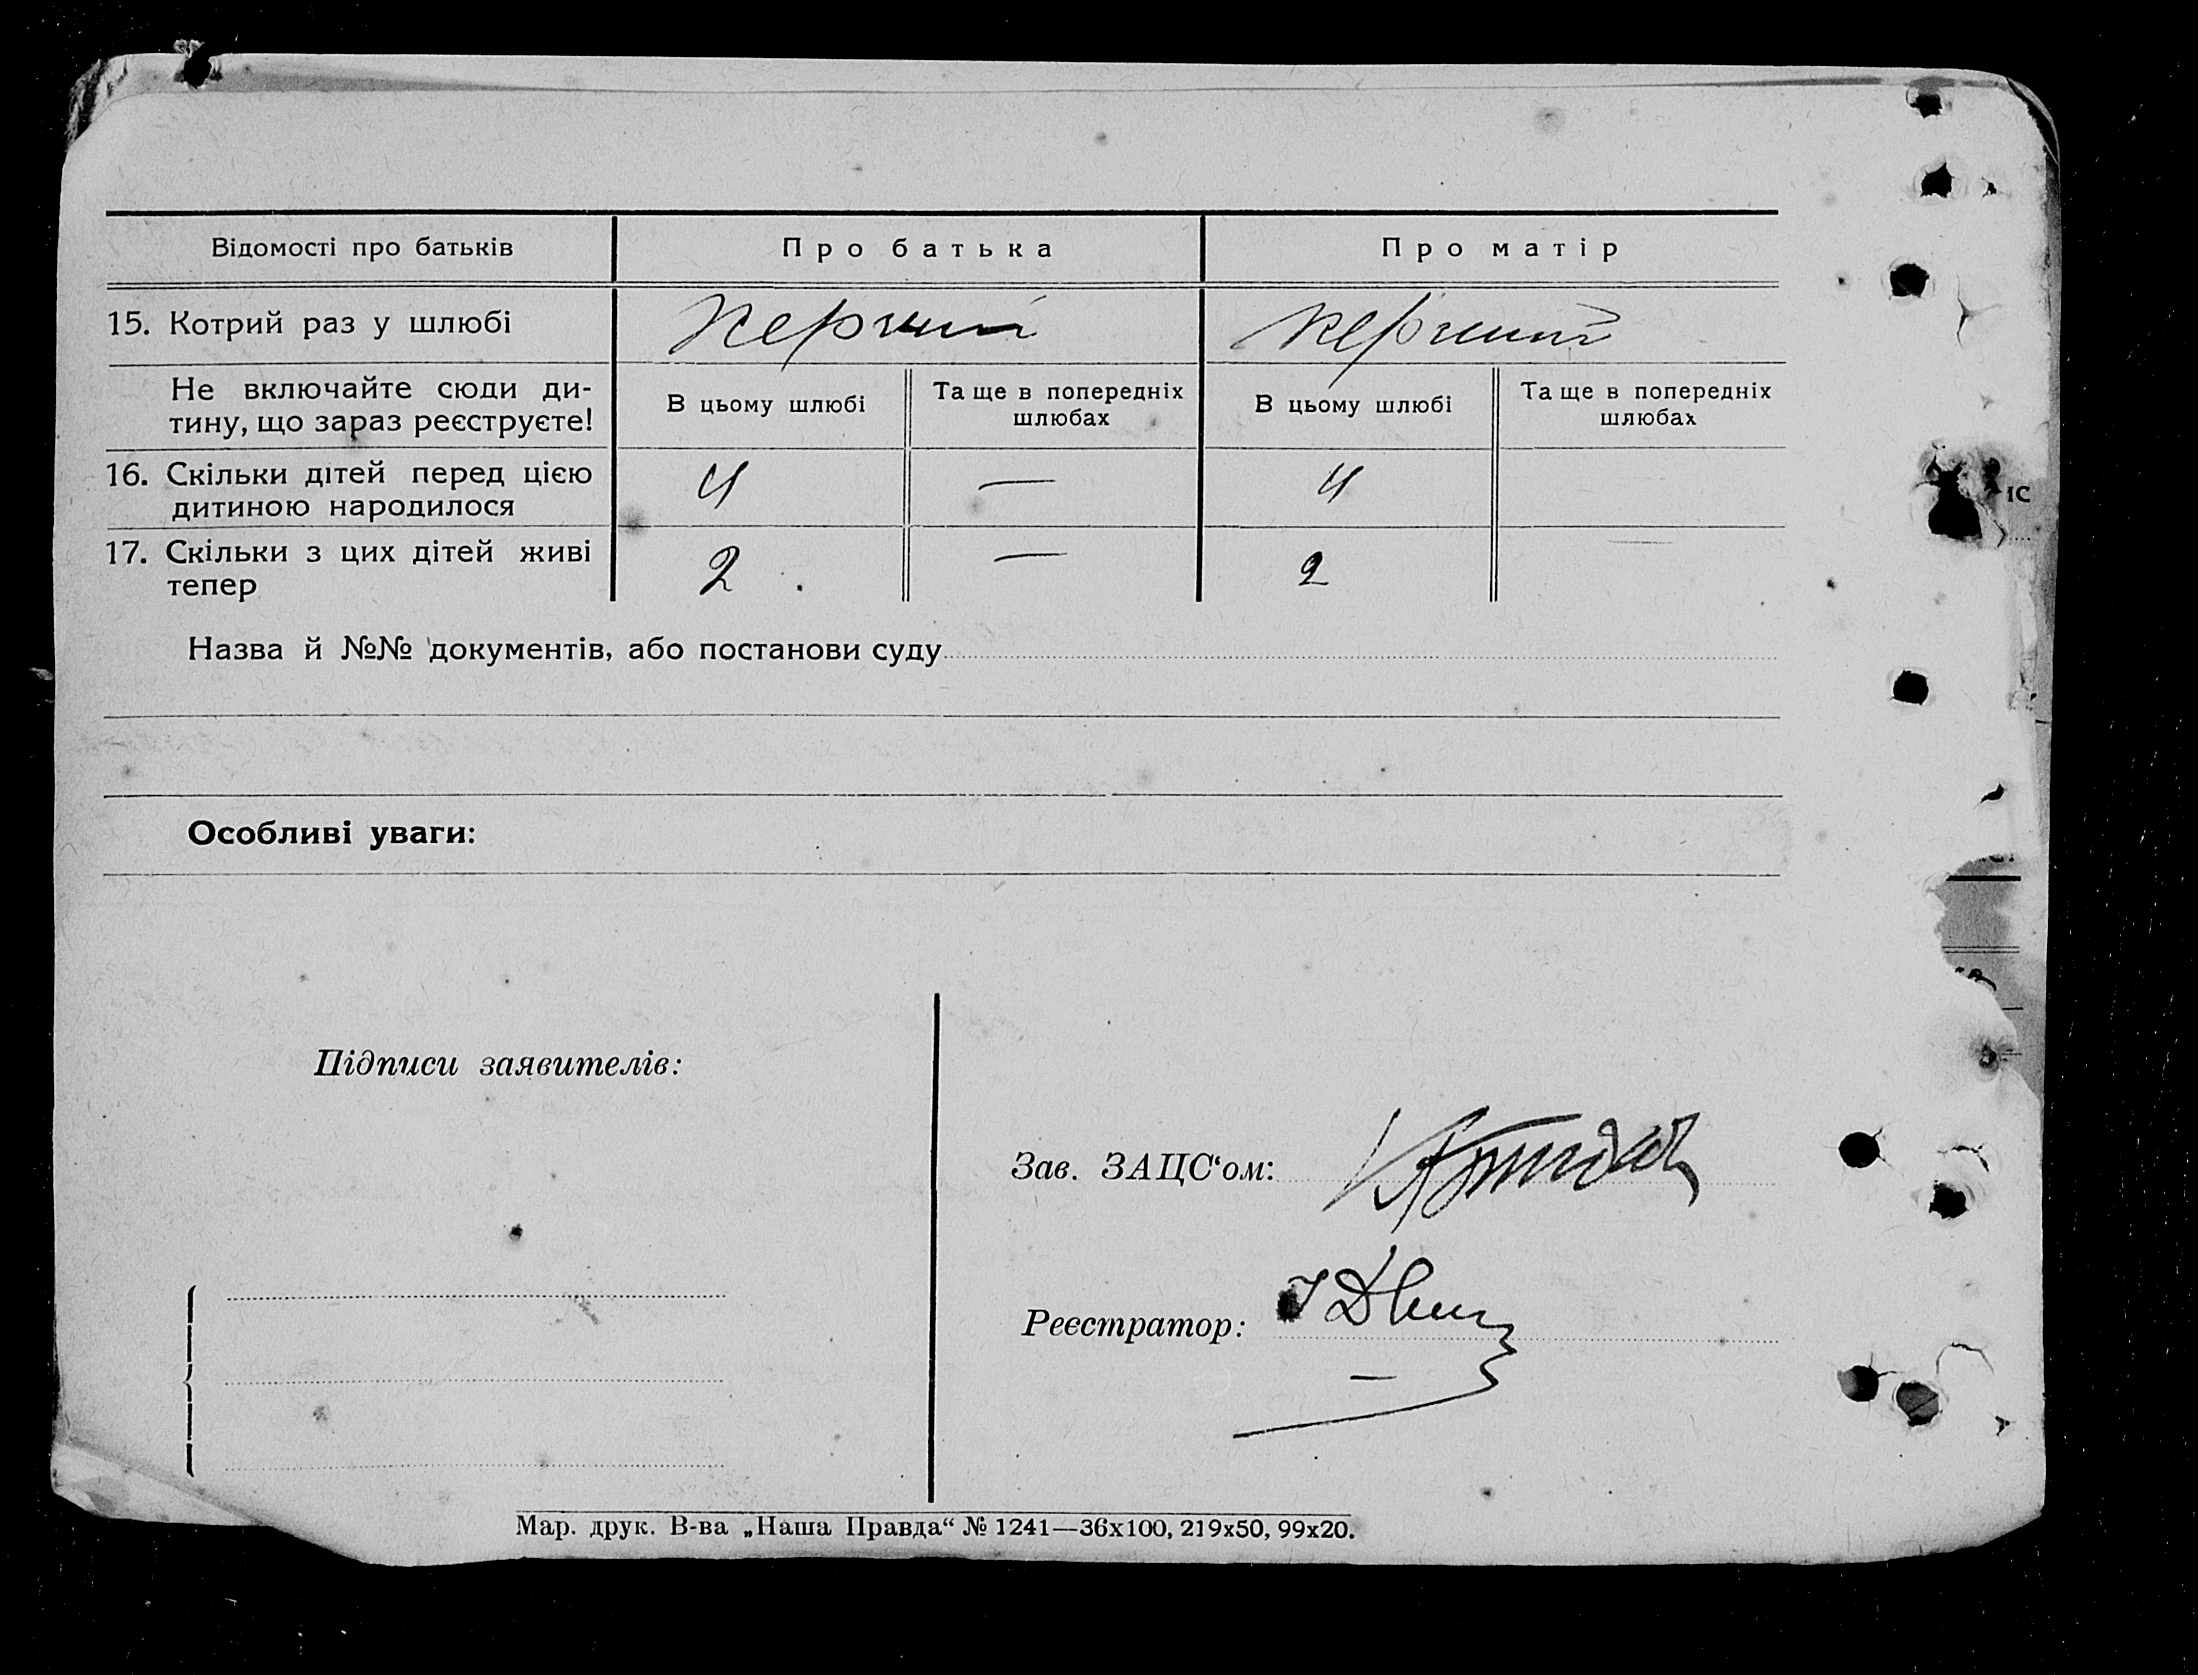 Відомості про батьків	Про батька	Про матір
15. Котрий раз у шлюбі	Перший	Перший
Не включайте сюди ди-
тину, що зараз реєструєте!
В цьому шлюбі	Та ще в попередніх шлюбах	В цьому шлюбі	Та ще в попередніх шлюбах
16. Скільки дітей перед цією	4	—	4
дитиною народилося
17. Скільки з цих дітей живі	2	—	2	—
тепер
Назва й №№ документів, або постанови суду
Особливі уваги:
Підписи заявителів:
Зав. ЗАЦС‘ом:
Реєстратор:
Мар. друк. В-ва „Наша Правда“ № 1241—36х100, 219х50, 99х20.